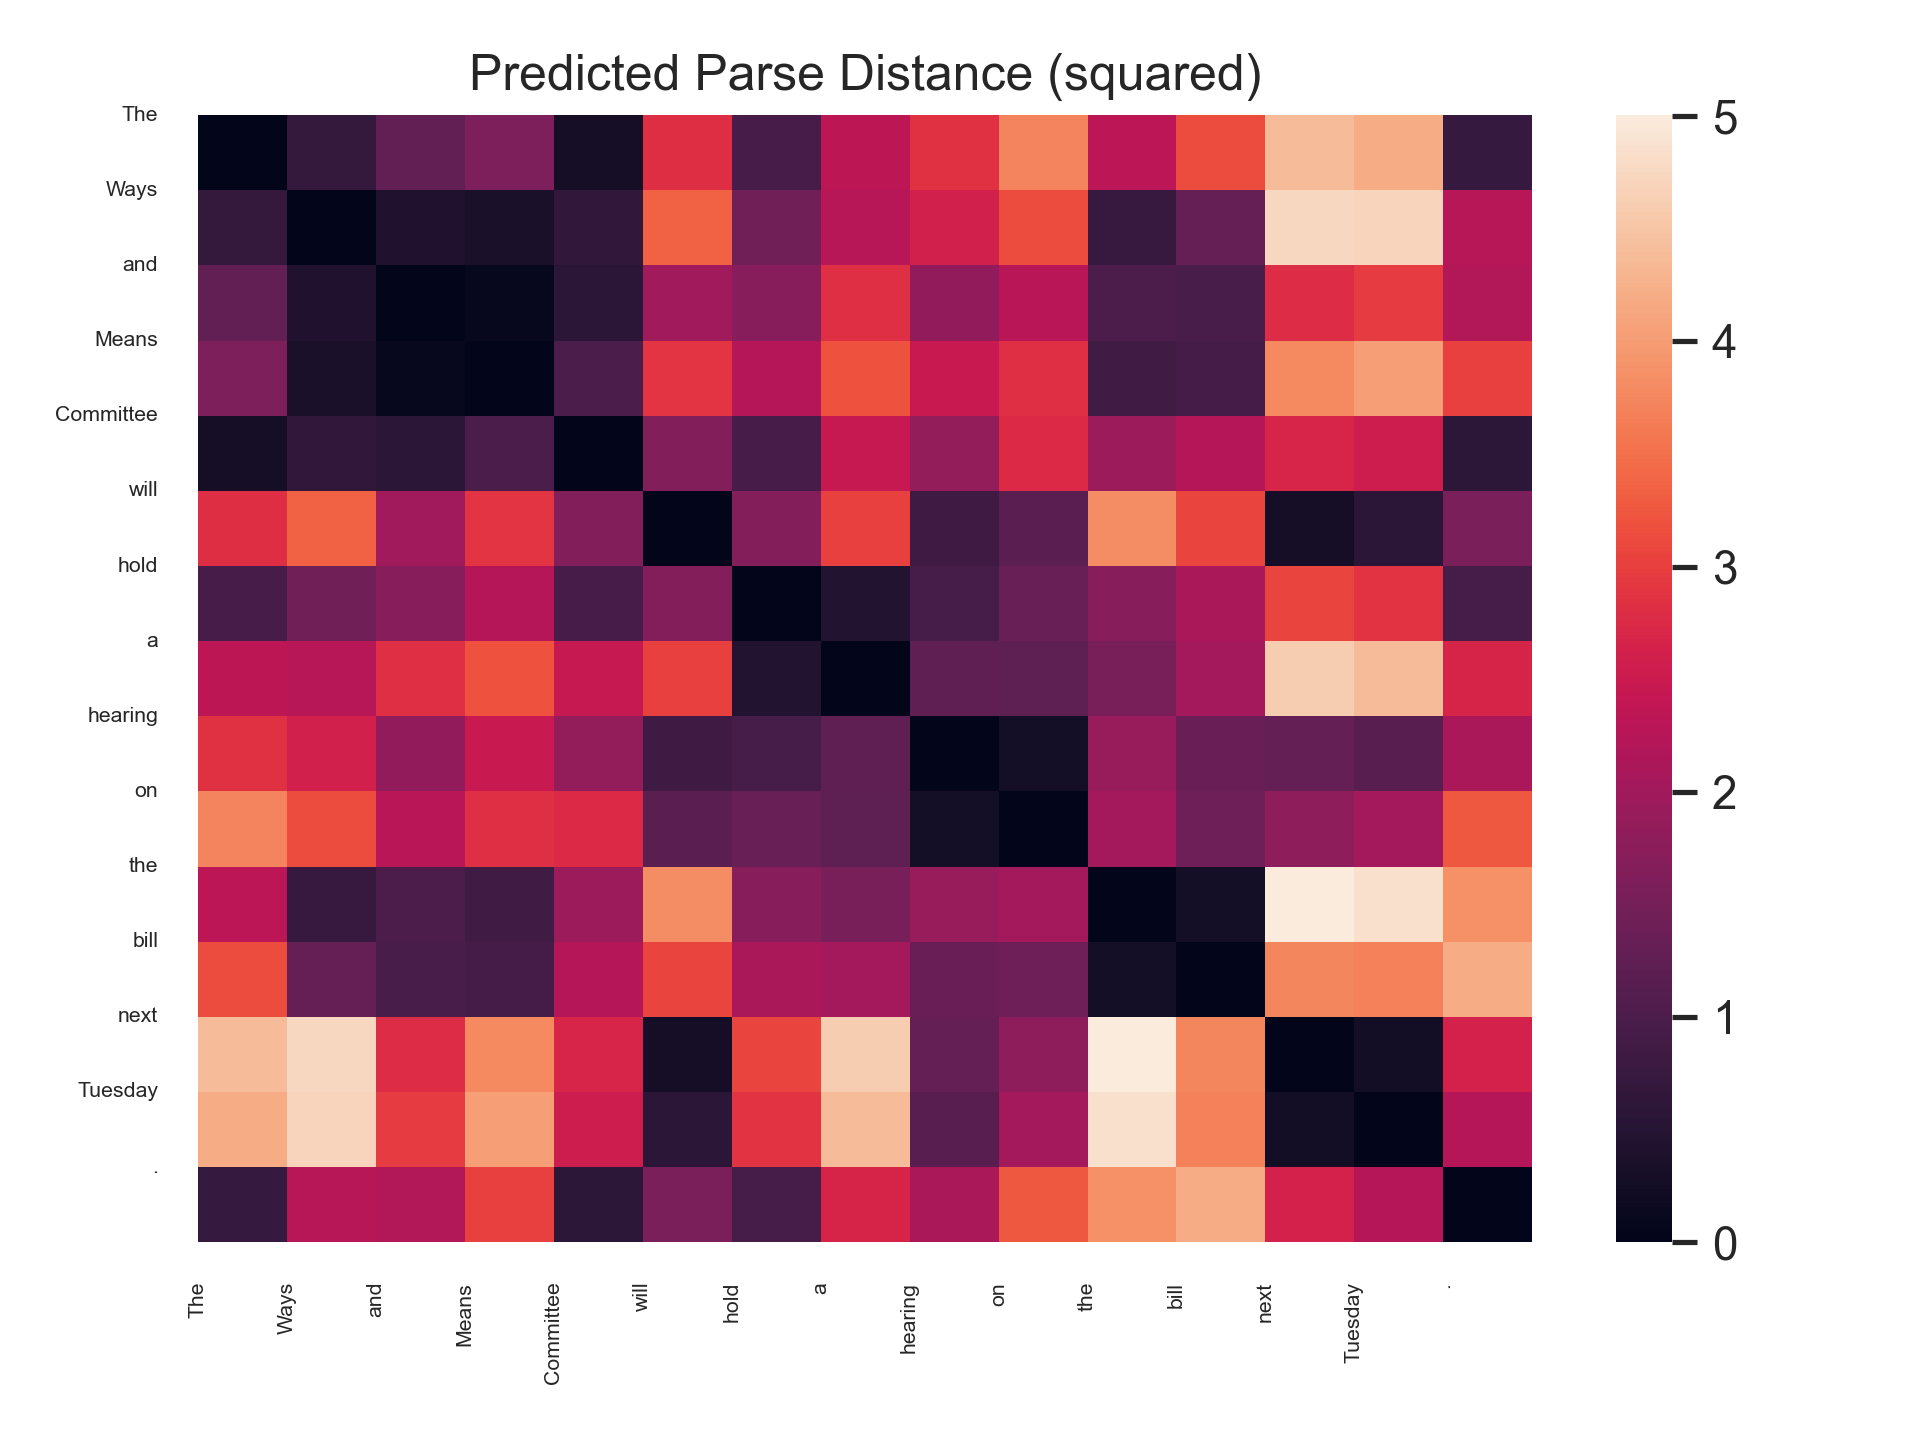 Predicted Parse Distance (squared)
The
Ways
and
Means
Committee
will
hold
a
hearing
on
the
bill
next
Tuesday
.
5
4
3
2
1
0
The
Ways
and
Means
Committee
will
hold
a
hearing
on
the
bill
next
Tuesday
.